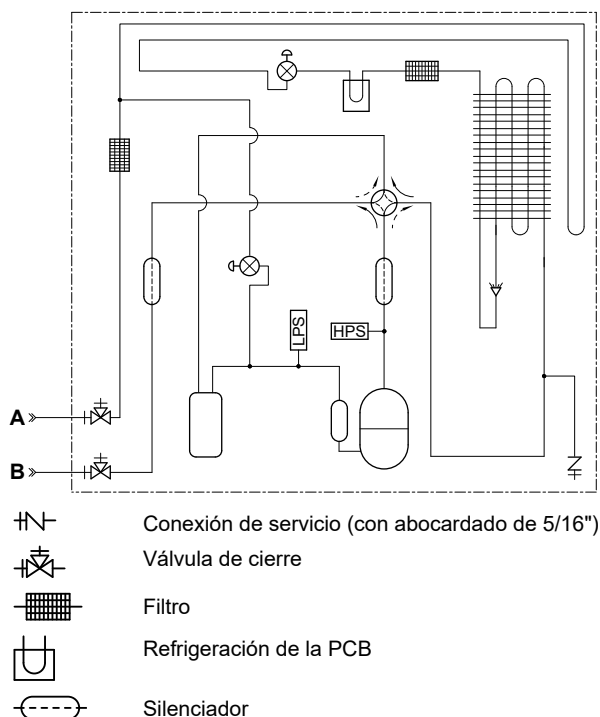 LPS
HPS
A
B
Conexión de servicio (con abocardado de 5/16")
Válvula de cierre
Filtro
Refrigeración de la PCB
Silenciador